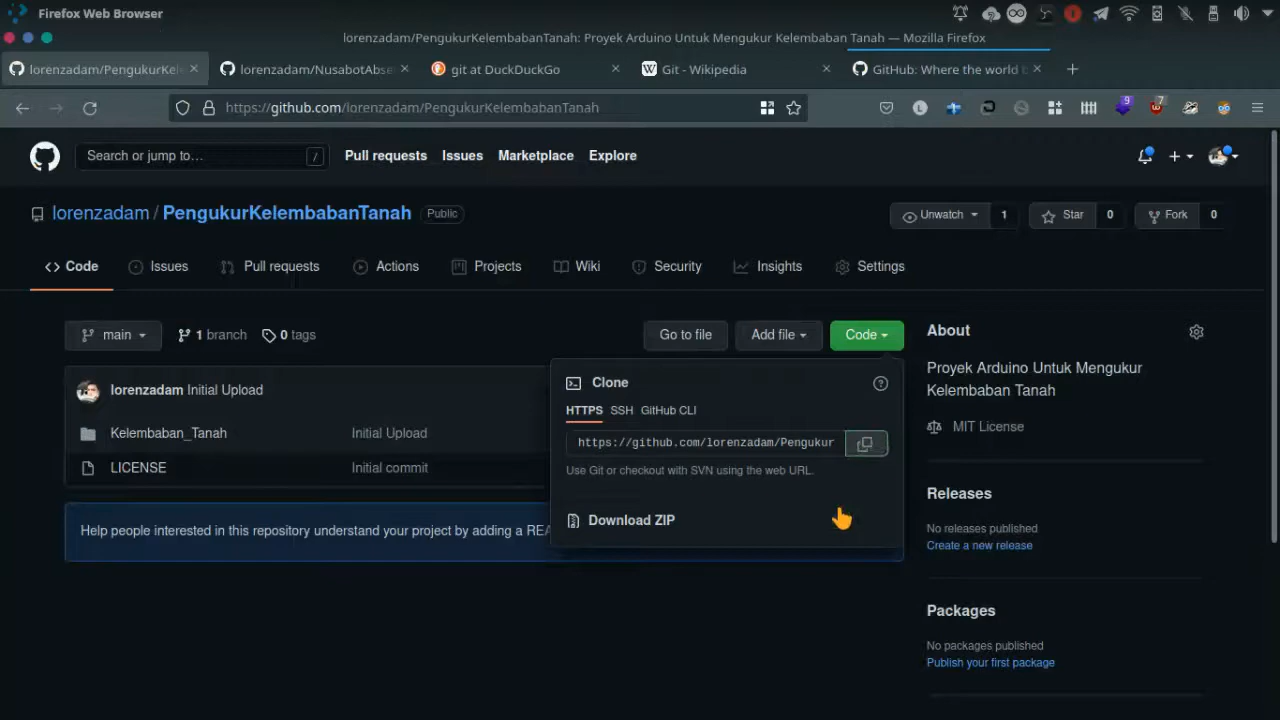 Firefox Web Browser
lorenzadam/PengukurKelembabanTanah: Proyek Arduino Untuk Mengukur Kelembaban Tanah — Mozilla Firefox
lorenzadam/PengukurKel
lorenzadam/NusabotAbse
git at DuckDuckGo
Git - Wikipedia
GitHub: Where the world b
https://github.com/lorenzadam/PengukurKelembabanTanah
9
7
Search or jump to…
/
Pull requests
Issues
Marketplace
Explore
lorenzadam / PengukurKelembabanTanah
Public
Unwatch
1
Star
0
Fork
0
Code
Issues
Pull requests
Actions
Projects
Wiki
Security
Insights
Settings
main
1 branch
0 tags
Go to file
Add file
Code
About
Proyek Arduino Untuk Mengukur
Kelembaban Tanah
MIT License
lorenzadam Initial Upload
Kelembaban_Tanah
Initial Upload
LICENSE
Initial commit
Help people interested in this repository understand your project by adding a REA
Clone
HTTPS
SSH
GitHub CLI
https://github.com/lorenzadam/Pengukur
Use Git or checkout with SVN using the web URL.
Download ZIP
Releases
No releases published
Create a new release
Packages
No packages published
Publish your first package